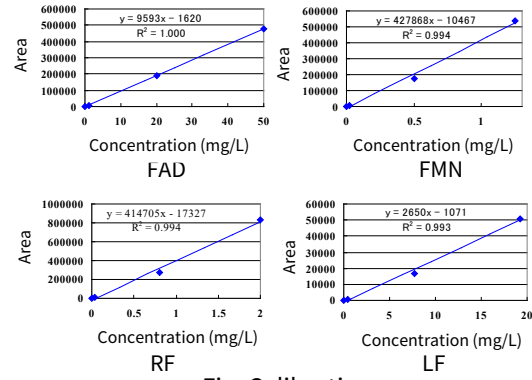 y = 9593x − 1620
R² = 1.000
600000
500000
400000
300000
200000
100000
0
Area
0 10 20 30 40 50
Concentration (mg/L)
FAD
y = 427868x − 10467
R² = 0.994
600000
500000
400000
300000
200000
100000
0
Area
0 0.5 1
Concentration (mg/L)
FMN
y = 414705x - 17327
R² = 0.994
1000000
800000
600000
400000
200000
0
Area
0 0.5 1 1.5 2
Concentration (mg/L)
RF
y = 2650x − 1071
R² = 0.993
60000
50000
40000
30000
20000
10000
0
Area
0 5 10 15 20
Concentration (mg/L)
LF